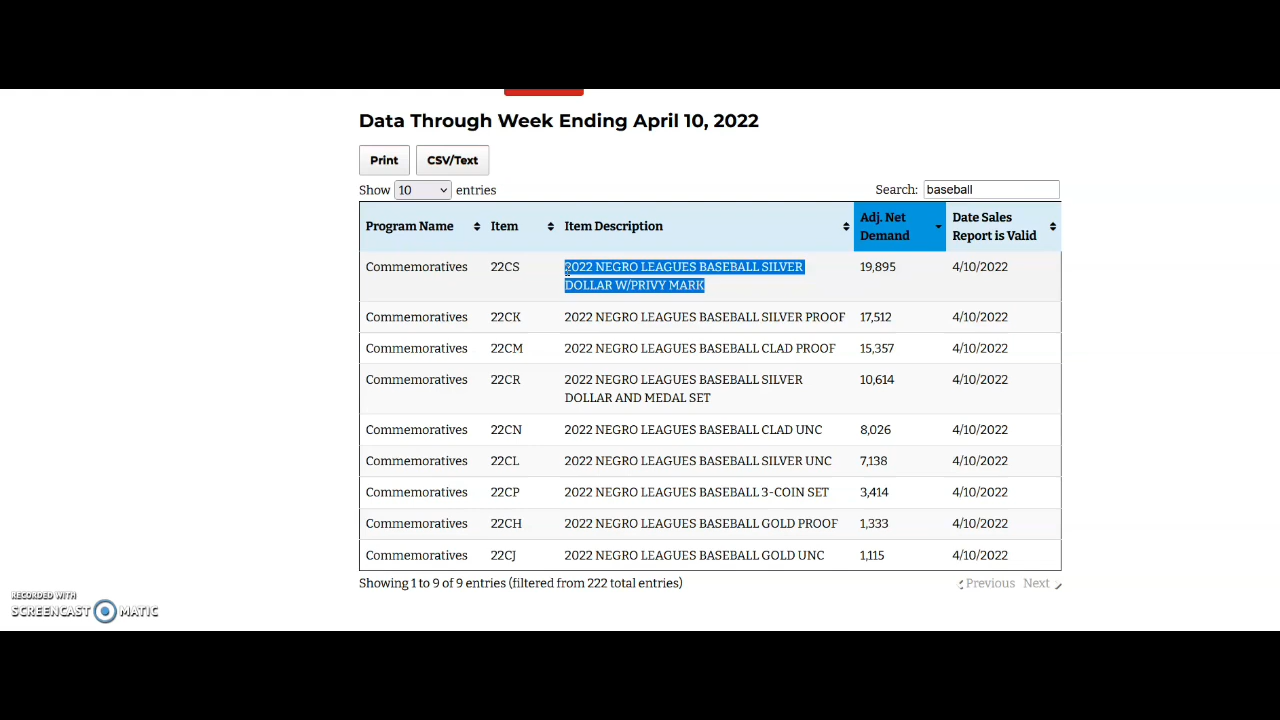 Data Through Week Ending April 10, 2022
Print CSV/Text
Show 10 entries Search: baseball
Program Name Item Item Description Adj. Net Demand Date Sales Report is Valid
Commemoratives 22CS 2022 NEGRO LEAGUES BASEBALL SILVER DOLLAR W/PRIVY MARK 19,895 4/10/2022
Commemoratives 22CK 2022 NEGRO LEAGUES BASEBALL SILVER PROOF 17,512 4/10/2022
Commemoratives 22CM 2022 NEGRO LEAGUES BASEBALL CLAD PROOF 15,357 4/10/2022
Commemoratives 22CR 2022 NEGRO LEAGUES BASEBALL SILVER DOLLAR AND MEDAL SET 10,614 4/10/2022
Commemoratives 22CN 2022 NEGRO LEAGUES BASEBALL CLAD UNC 8,026 4/10/2022
Commemoratives 22CL 2022 NEGRO LEAGUES BASEBALL SILVER UNC 7,138 4/10/2022
Commemoratives 22CP 2022 NEGRO LEAGUES BASEBALL 3-COIN SET 3,414 4/10/2022
Commemoratives 22CH 2022 NEGRO LEAGUES BASEBALL GOLD PROOF 1,333 4/10/2022
Commemoratives 22CJ 2022 NEGRO LEAGUES BASEBALL GOLD UNC 1,115 4/10/2022
Showing 1 to 9 of 9 entries (filtered from 222 total entries) Previous Next
RECORDED WITH
SCREENCAST MATIC